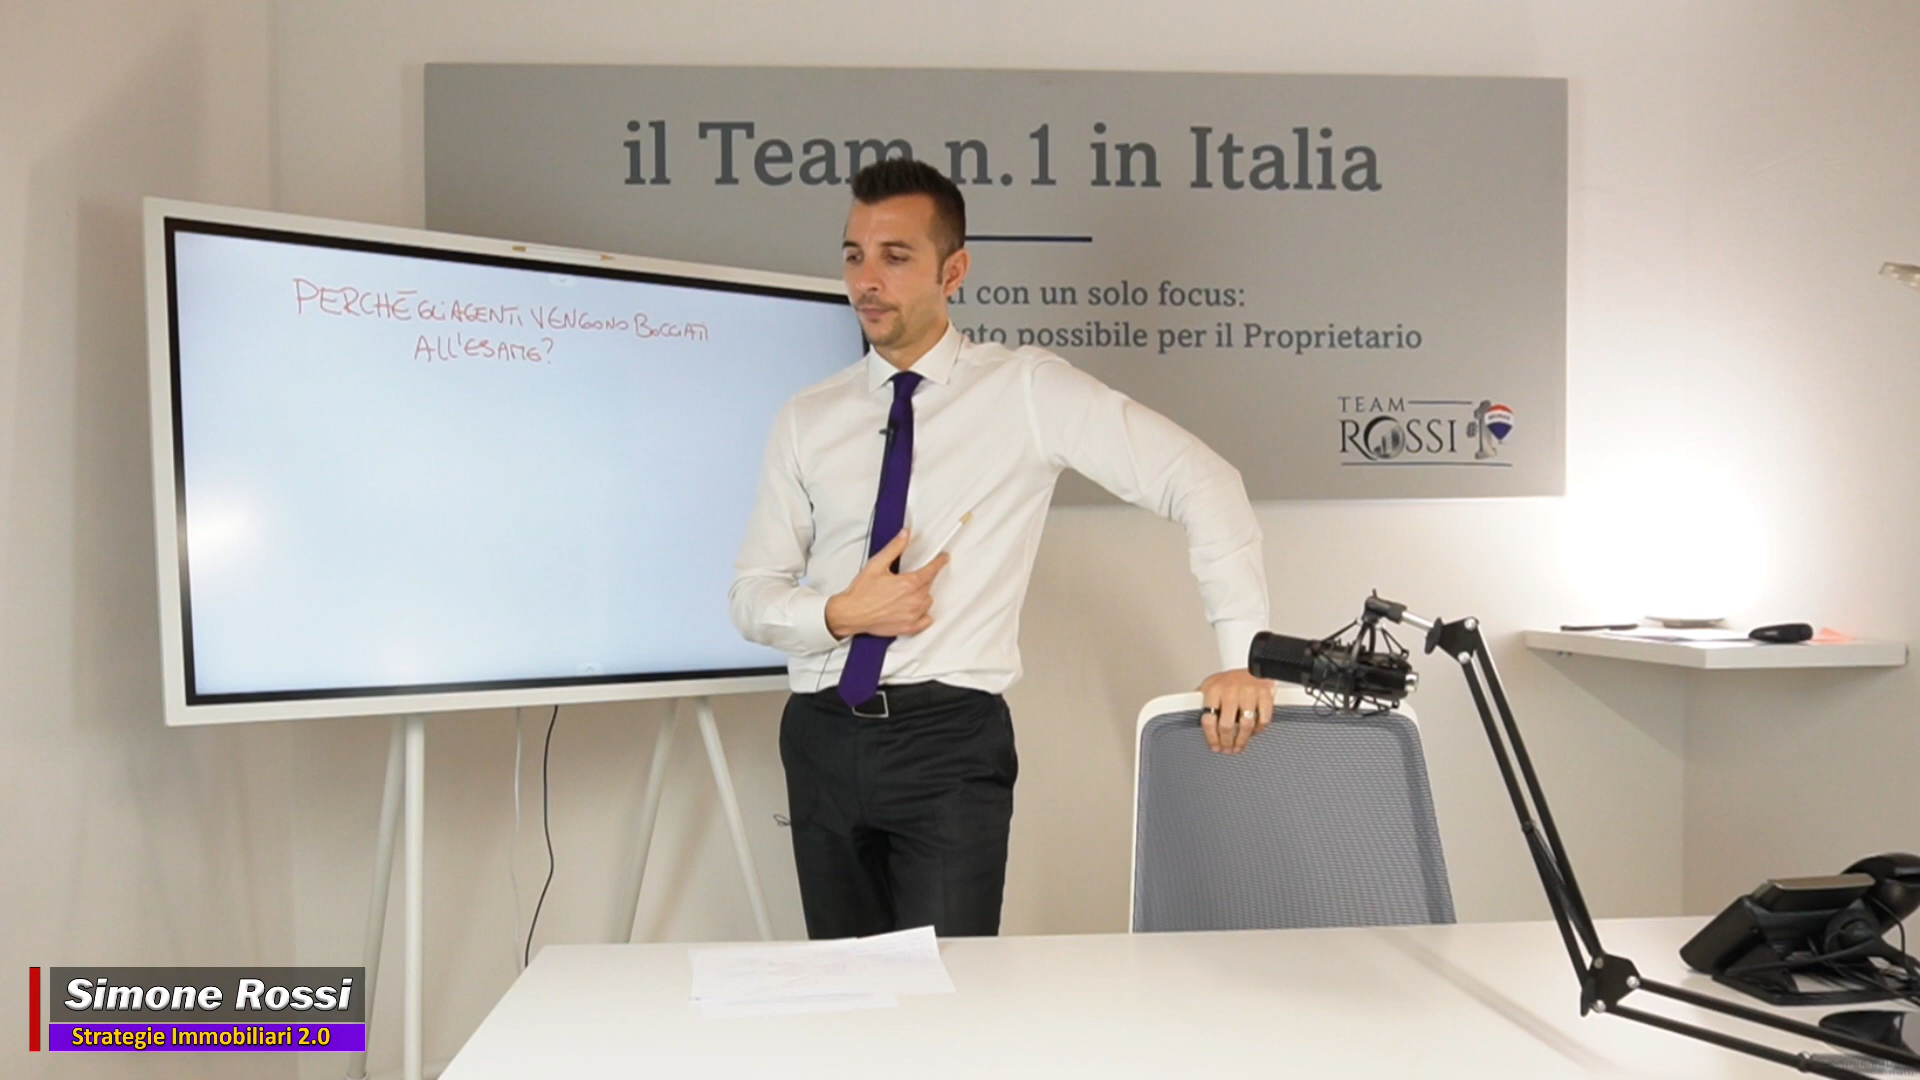 il Team n.1 in Italia
con un solo focus:
possibile per il Proprietario
TEAM
ROSSI
PERCHÉ GLI AGENTI VENGONO BOCCIATI
ALL'ESAME?
Simone Rossi
Strategie Immobiliari 2.0